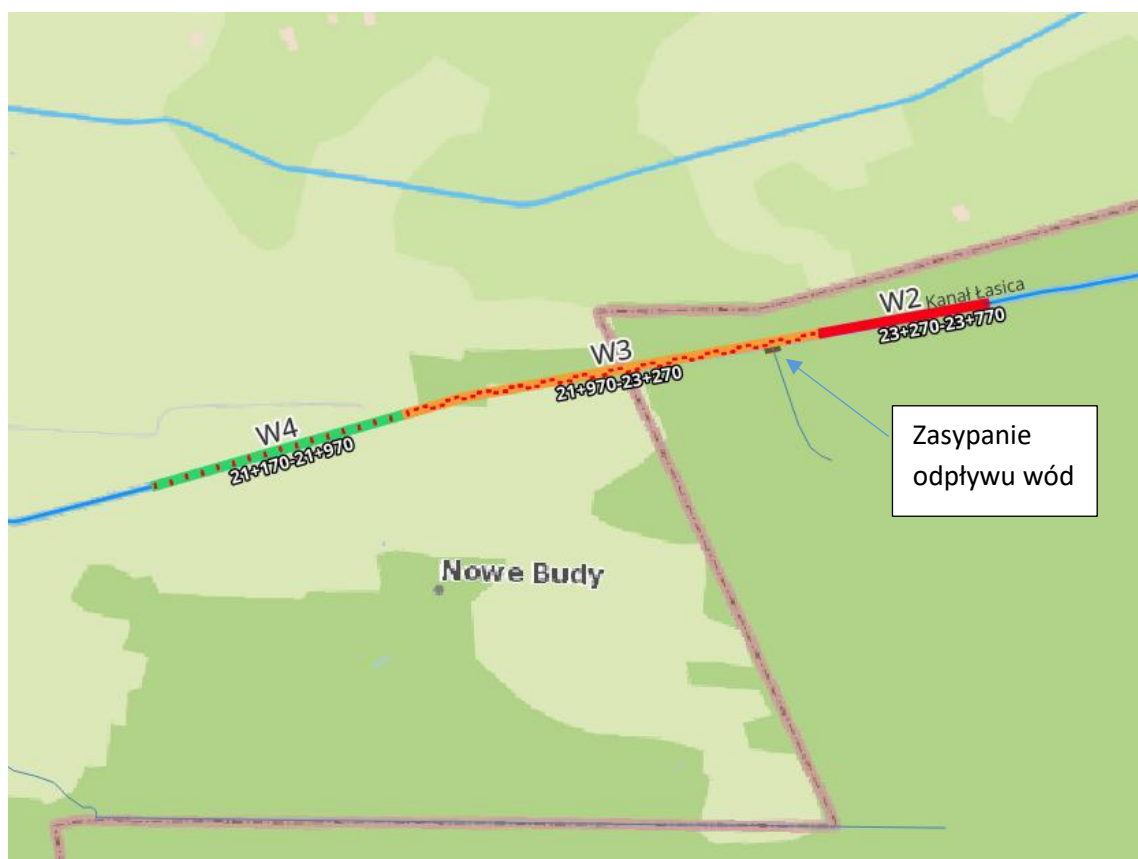 W2
Kanał Łasica
23+270-23+770
W3
21+970-23+270
W4
21+170-21+970
Zasypanie
odpływu wód
Nowe Budy